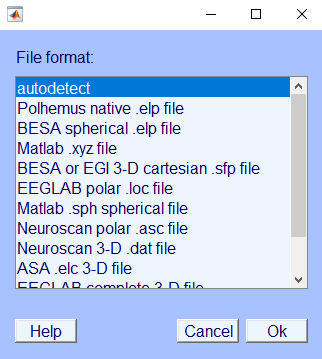 File format:
autodetect
Polhemus native .elp file
BESA spherical .elp file
Matlab .xyz file
BESA or EGI 3-D cartesian .sfp file
EEGLAB polar .loc file
Matlab .sph spherical file
Neuroscan polar .asc file
Neuroscan 3-D .dat file
ASA .elc 3-D file
EEGLAB complete 3-D file
Help
Cancel
Ok